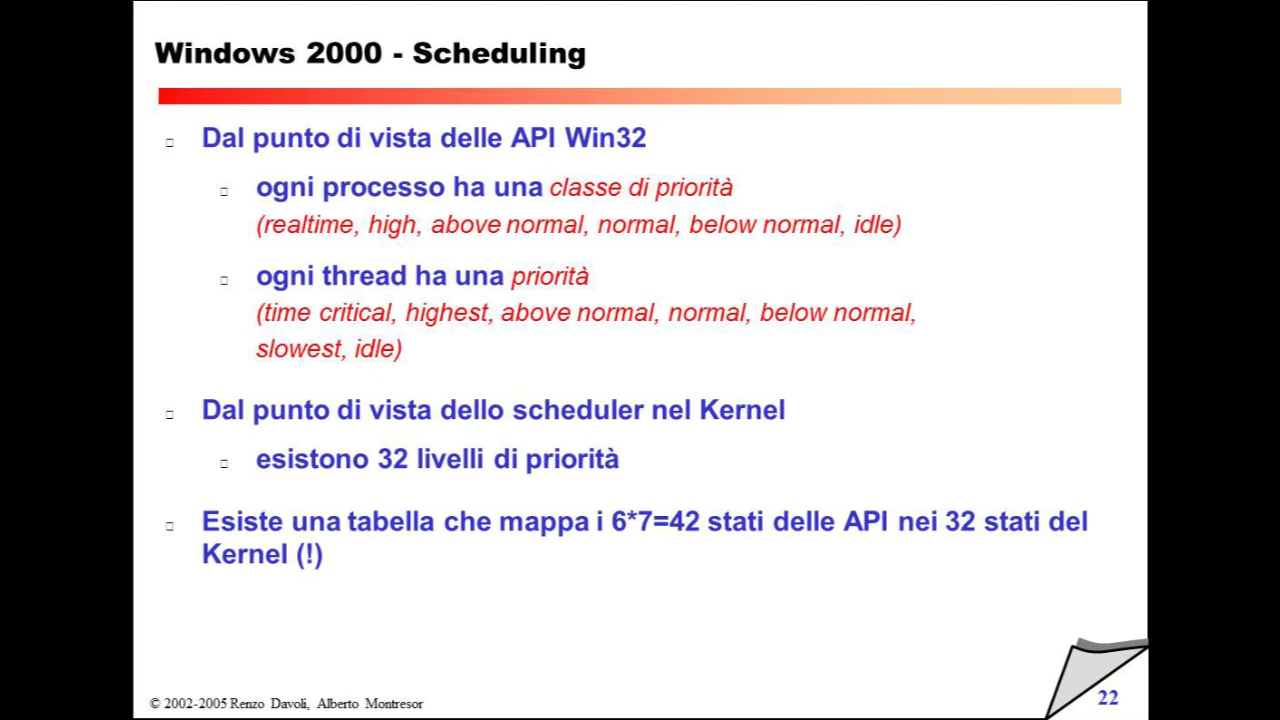 Windows 2000 - Scheduling
Dal punto di vista delle API Win32
ogni processo ha una classe di priorità
(realtime, high, above normal, normal, below normal, idle)
ogni thread ha una priorità
(time critical, highest, above normal, normal, below normal,
slowest, idle)
Dal punto di vista dello scheduler nel Kernel
esistono 32 livelli di priorità
Esiste una tabella che mappa i 6*7=42 stati delle API nei 32 stati del
Kernel (!)
© 2002-2005 Renzo Davoli, Alberto Montresor
22